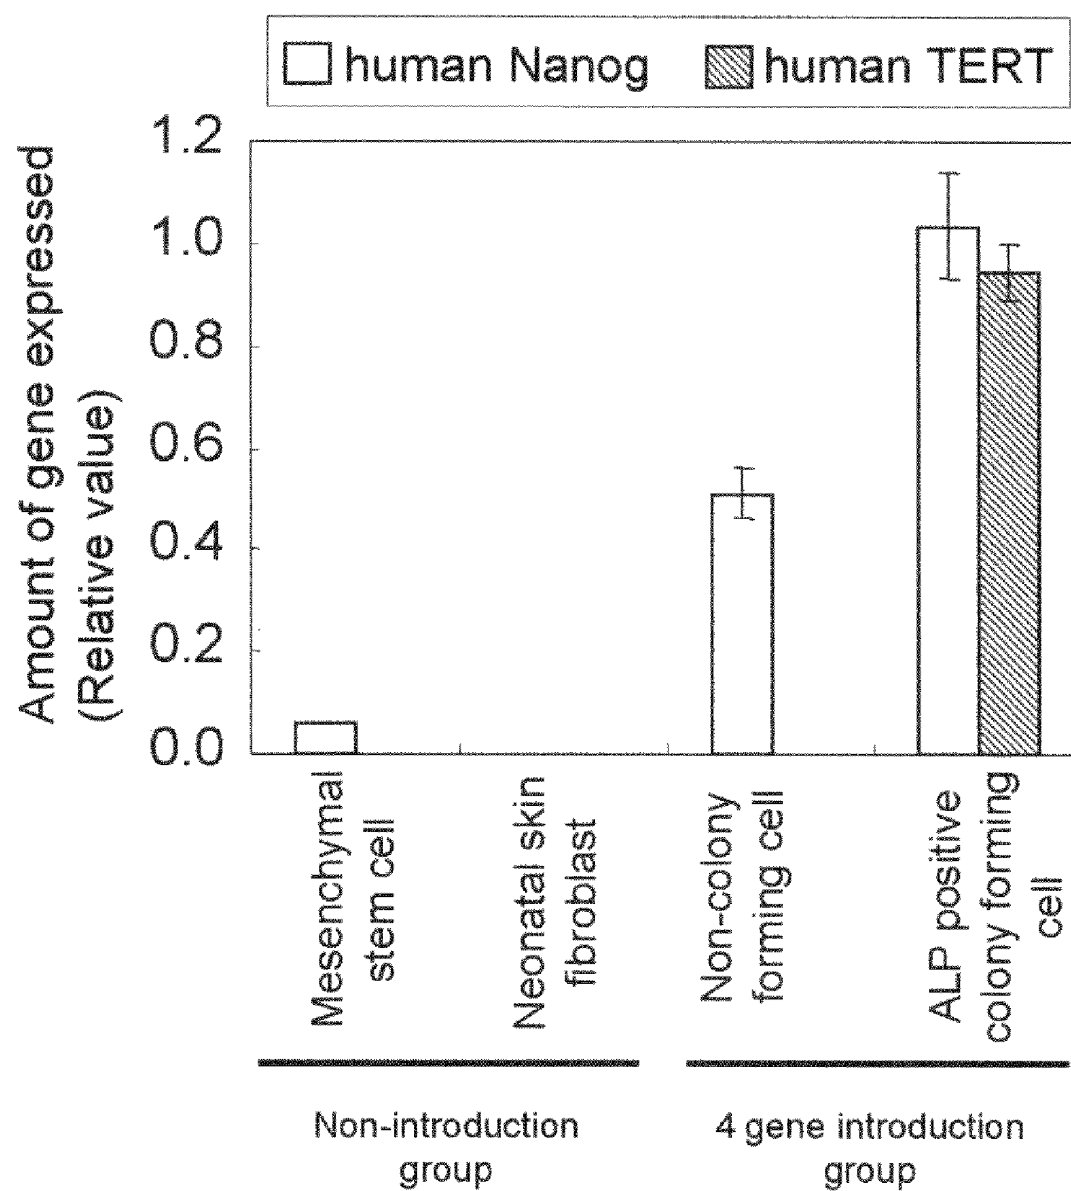 human Nanog human TERT
Amount of gene expressed
(Relative value)
1.2
1.0
0.8
0.6
0.4
0.2
0.0
Mesenchymal
stem cell
Neonatal skin
fibroblast
Non-colony
forming cell
ALP positive
colony forming
cell
Non-introduction
group
4 gene introduction
group